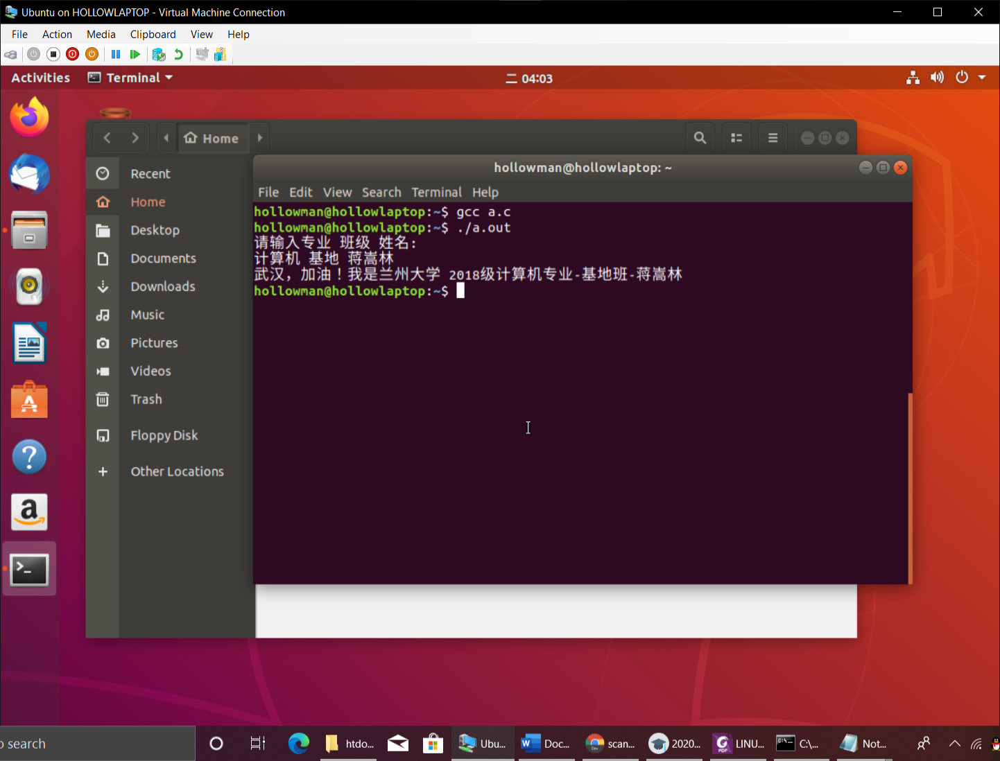 Ubuntu on HOLLOWLAPTOP - Virtual Machine Connection
File Action Media Clipboard View Help
Activities Terminal 二 04:03
Home
Recent
Home
Desktop
Documents
Downloads
Music
Pictures
Videos
Trash
Floppy Disk
Other Locations
hollowman@hollowlaptop: ~
File Edit View Search Terminal Help
hollowman@hollowlaptop:~$ gcc a.c
hollowman@hollowlaptop:~$ ./a.out
请输入专业 班级 姓名:
计算机 基地 蒋嵩林
武汉，加油！我是兰州大学 2018级计算机专业-基地班-蒋嵩林
hollowman@hollowlaptop:~$
search htdo... Ubu... Doc... scan... 2020... LINU... C:\... Not...